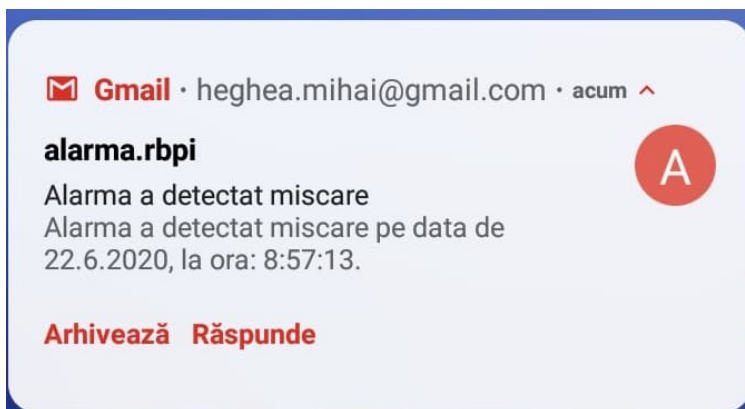 Gmail · heghea.mihai@gmail.com · acum
alarma.rbpi
A
Alarma a detectat miscare
Alarma a detectat miscare pe data de
22.6.2020, la ora: 8:57:13.
Arhivează Răspunde